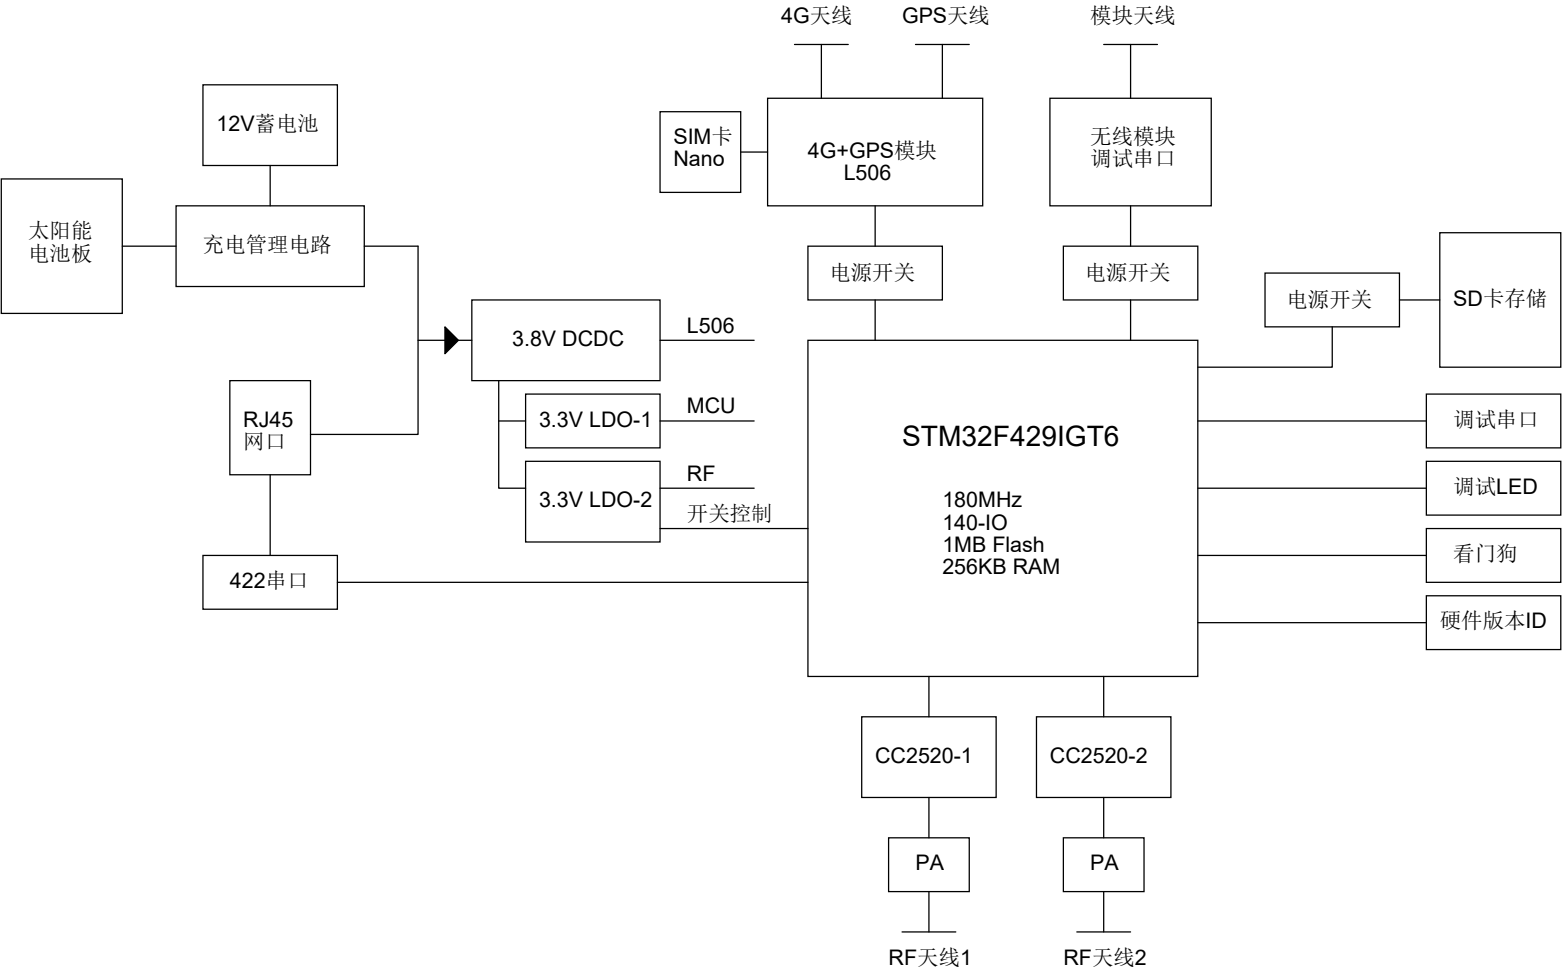 4G天线
GPS天线
模块天线
12V蓄电池
SIM卡
Nano
4G+GPS模块
L506
无线模块
调试串口
太阳能
电池板
充电管理电路
电源开关
电源开关
电源开关
SD卡存储
3.8V DCDC
L506
RJ45
网口
3.3V LDO-1
MCU
3.3V LDO-2
RF
开关控制
STM32F429IGT6
180MHz
140-IO
1MB Flash
256KB RAM
调试串口
调试LED
看门狗
硬件版本ID
422串口
CC2520-1
CC2520-2
PA
PA
RF天线1
RF天线2